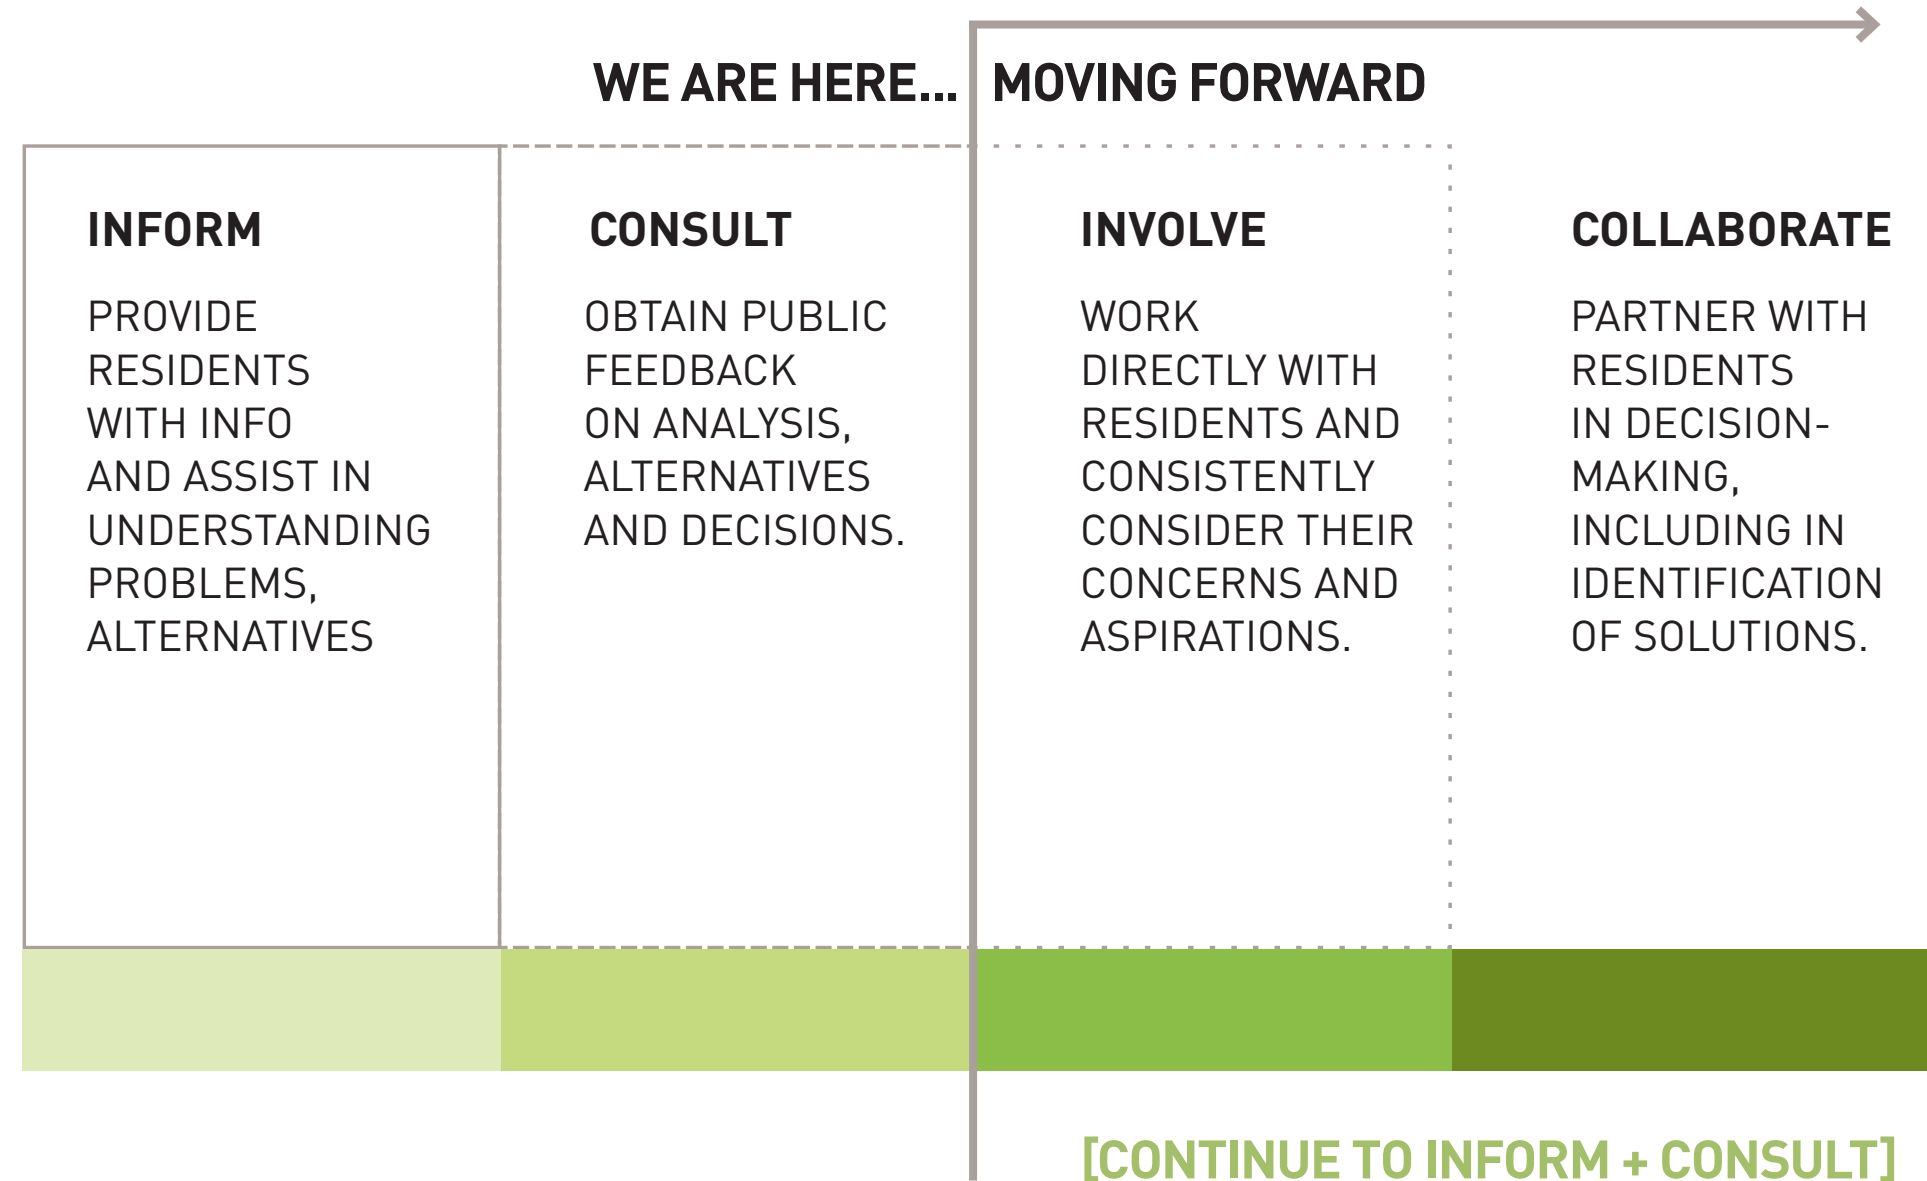 WE ARE HERE...
MOVING FORWARD
INFORM
PROVIDE
RESIDENTS
WITH INFO
AND ASSIST IN
UNDERSTANDING
PROBLEMS,
ALTERNATIVES
CONSULT
OBTAIN PUBLIC
FEEDBACK
ON ANALYSIS,
ALTERNATIVES
AND DECISIONS.
INVOLVE
WORK
DIRECTLY WITH
RESIDENTS AND
CONSISTENTLY
CONSIDER THEIR
CONCERNS AND
ASPIRATIONS.
COLLABORATE
PARTNER WITH
RESIDENTS
IN DECISION-
MAKING,
INCLUDING IN
IDENTIFICATION
OF SOLUTIONS.
[CONTINUE TO INFORM + CONSULT]